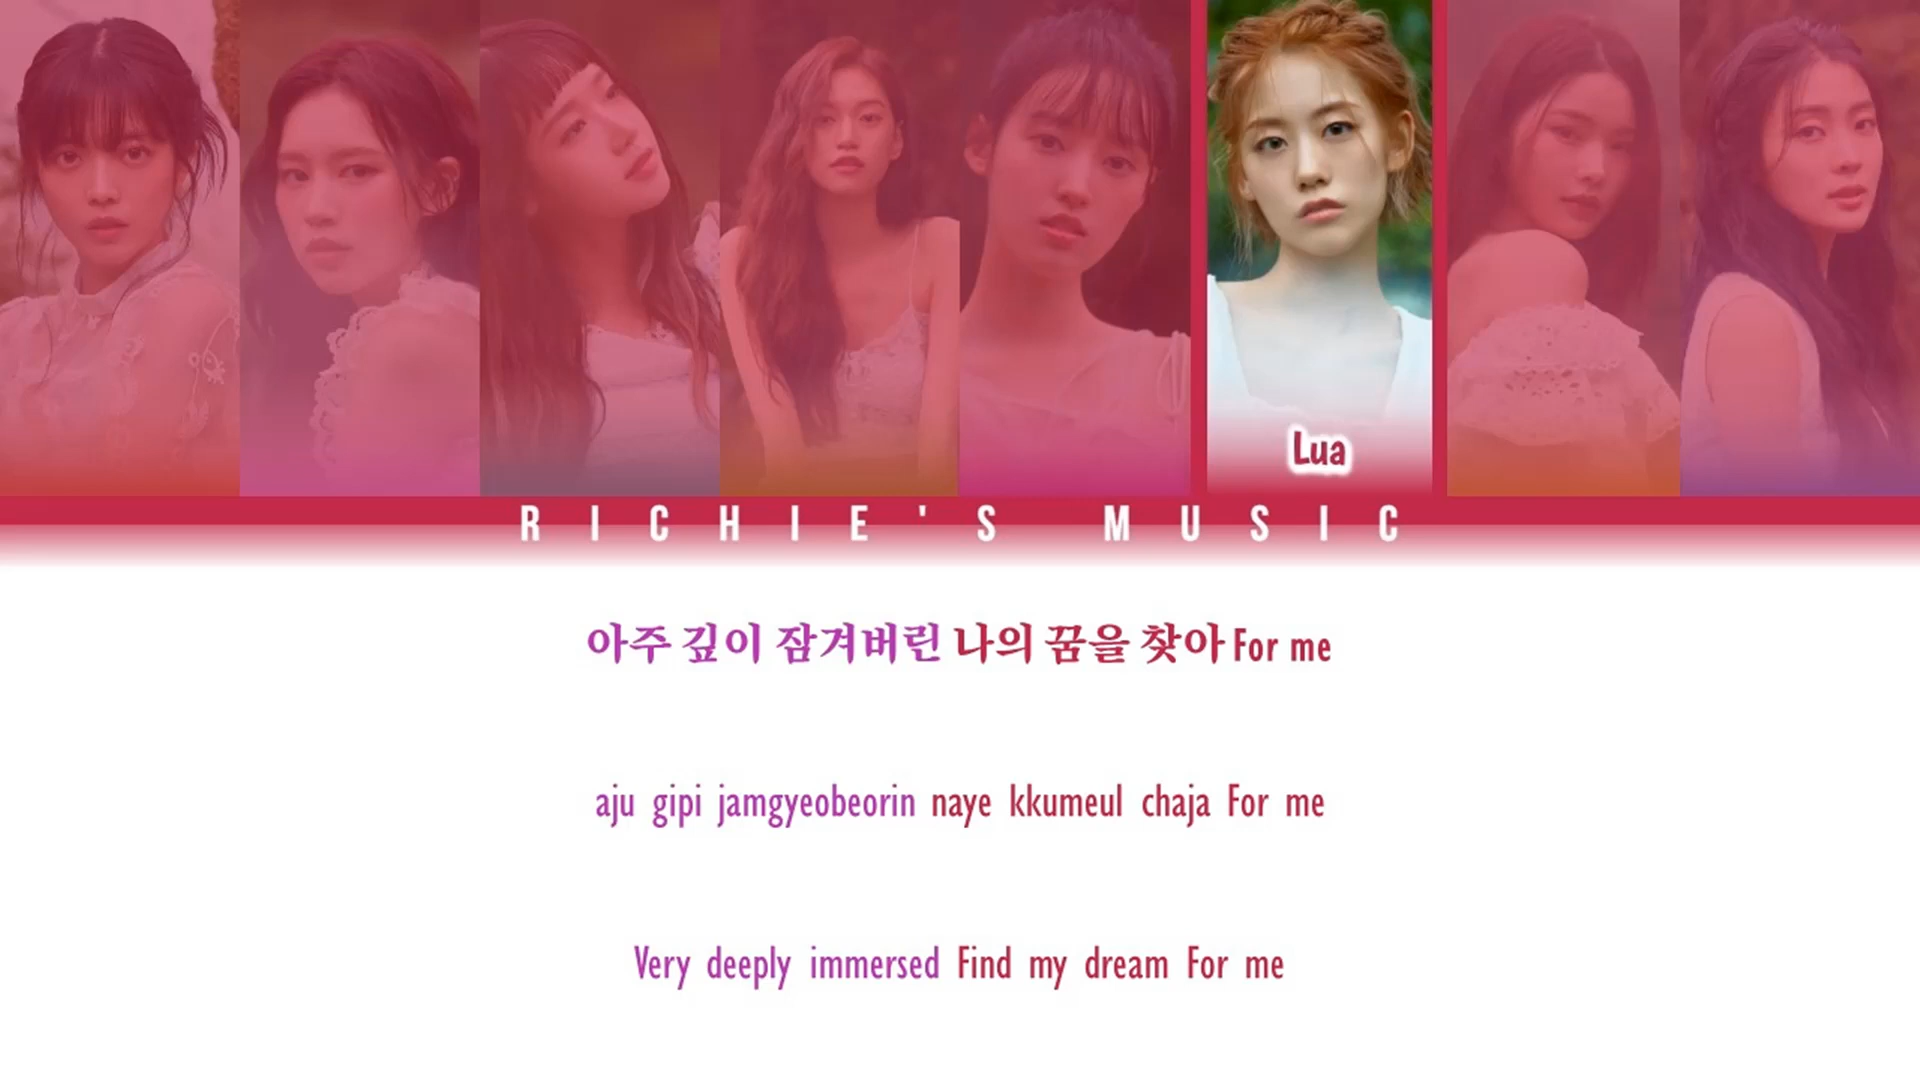 Lua
RICHIE'S MUSIC
아주 깊이 잠겨버린 나의 꿈을 찾아 For me
aju gipi jamgyeobeorin naye kkumeul chaja For me
Very deeply immersed Find my dream For me